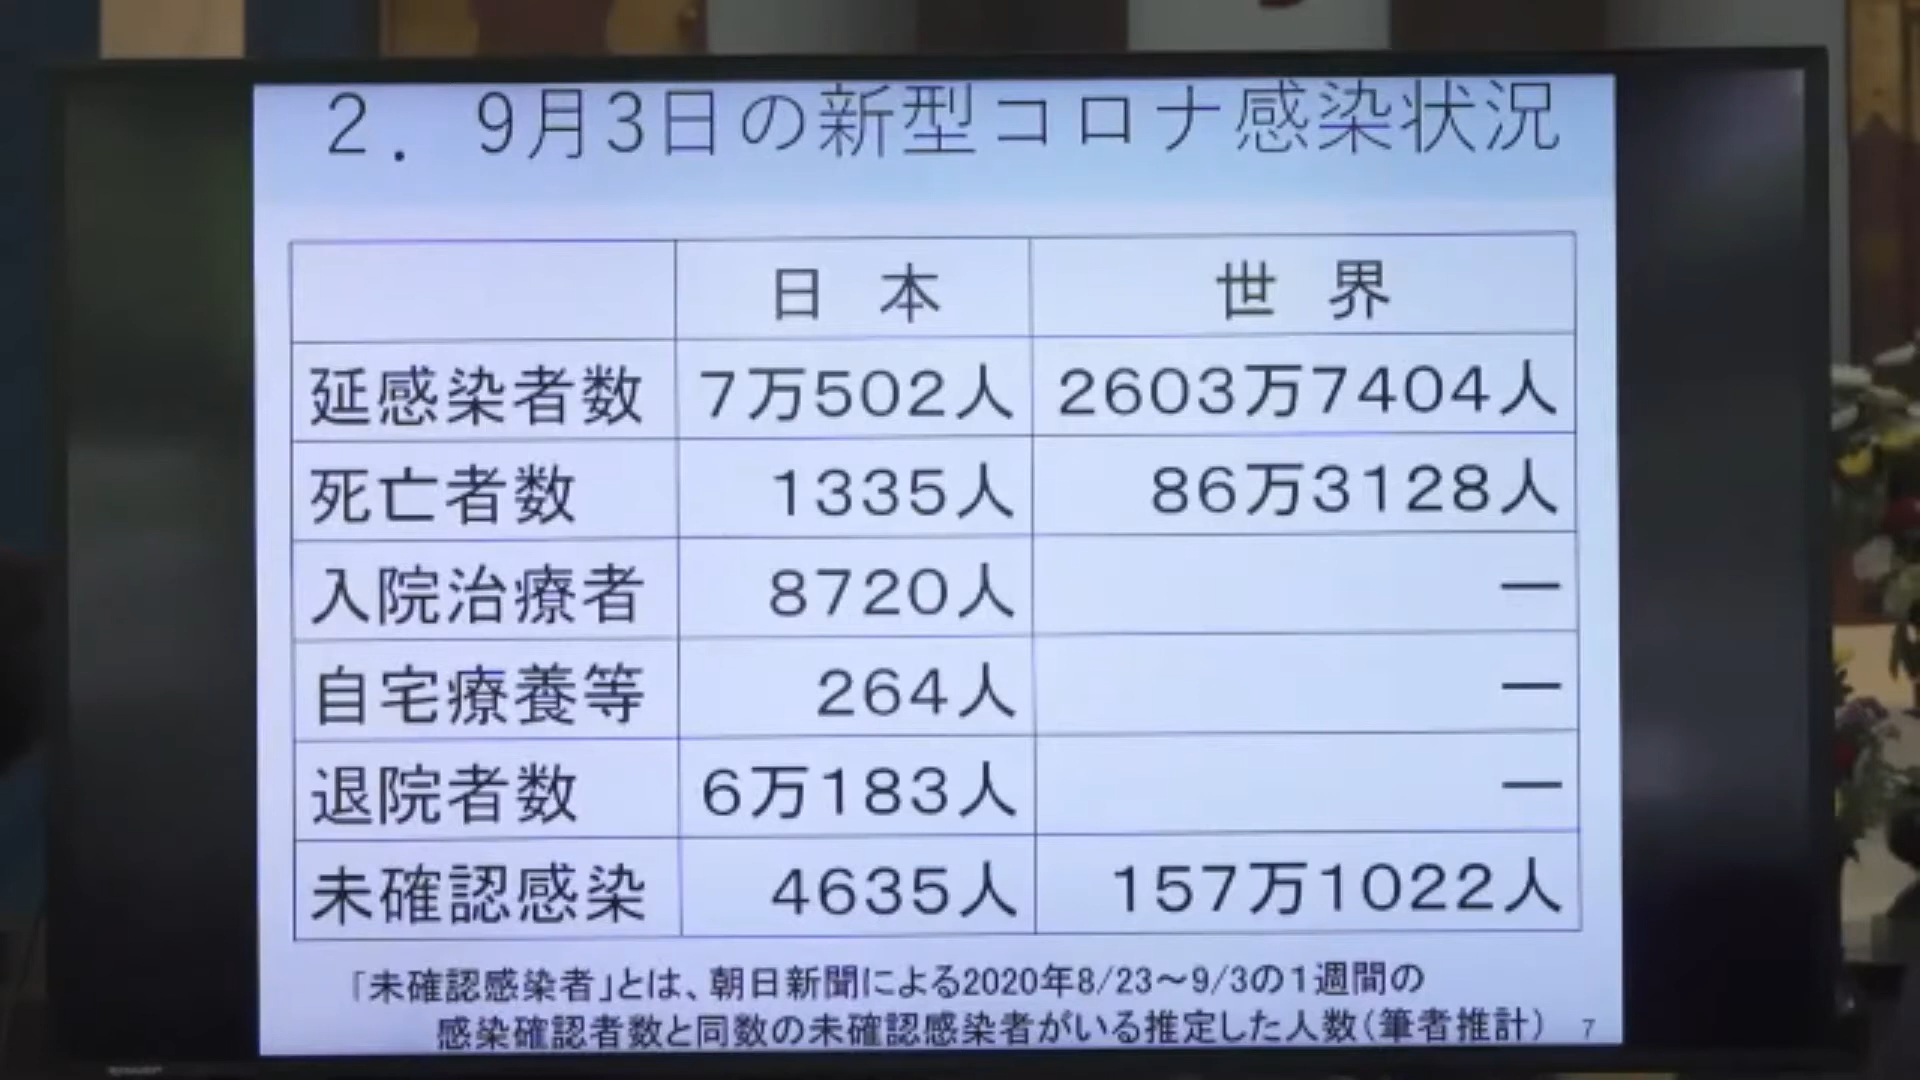 2．9月3日の新型コロナ感染状況
日 本 世 界
延感染者数 7万502人 2603万7404人
死亡者数 1335人 86万3128人
入院治療者 8720人 ー
自宅療養等 264人 ー
退院者数 6万183人 ー
未確認感染 4635人 157万1022人
「未確認感染者」とは、朝日新聞による2020年8/23～9/3の1週間の
感染確認者数と同数の未確認感染者がいる推定した人数(筆者推計) 7